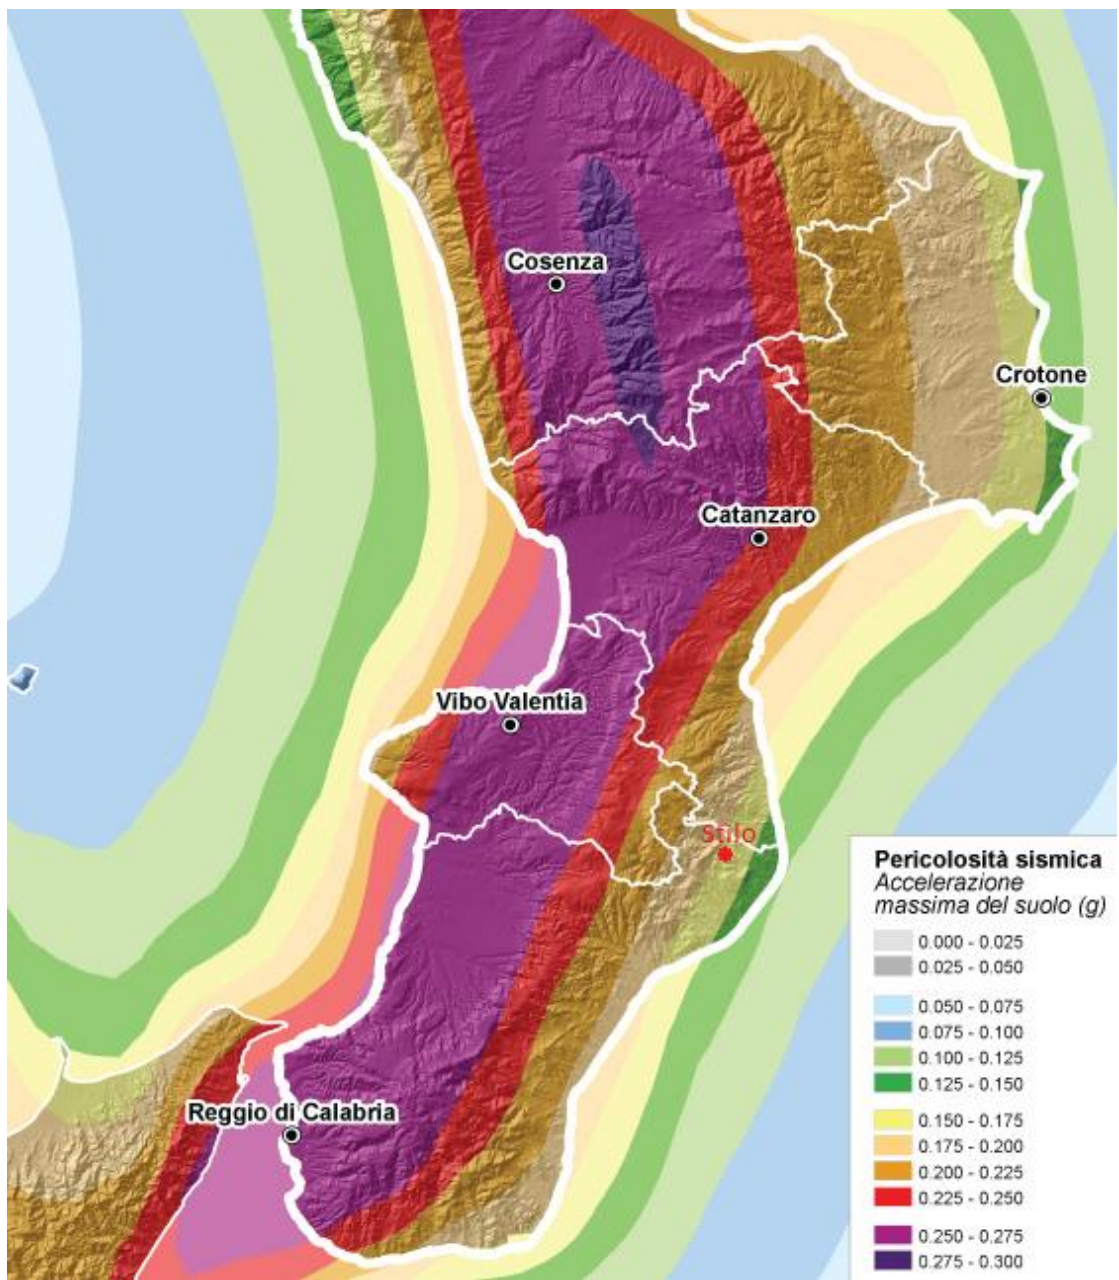 Cosenza
Crotone
Catanzaro
Vibo Valentia
Stilo
Reggio di Calabria
Pericolosità sismica
Accelerazione
massima del suolo (g)
0.000 - 0.025
0.025 - 0.050
0.050 - 0.075
0.075 - 0.100
0.100 - 0.125
0.125 - 0.150
0.150 - 0.175
0.175 - 0.200
0.200 - 0.225
0.225 - 0.250
0.250 - 0.275
0.275 - 0.300